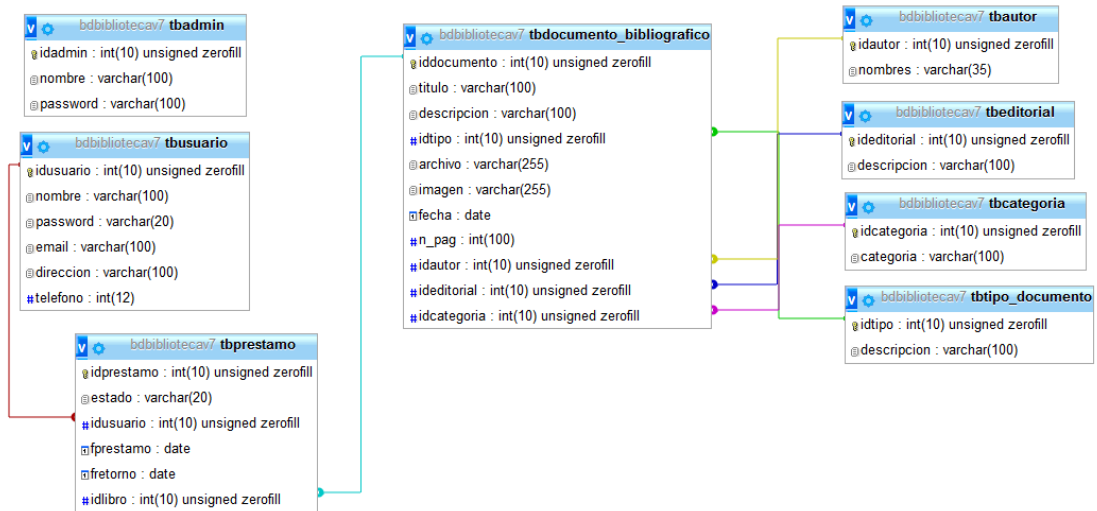 bdbibliotecav7 tbadmin
idadmin : int(10) unsigned zerofill
nombre : varchar(100)
password : varchar(100)
bdbibliotecav7 tbusuario
idusuario : int(10) unsigned zerofill
nombre : varchar(100)
password : varchar(20)
email : varchar(100)
direccion : varchar(100)
telefono : int(12)
bdbibliotecav7 tbprestamo
idprestamo : int(10) unsigned zerofill
estado : varchar(20)
idusuario : int(10) unsigned zerofill
fprestamo : date
fretorno : date
idlibro : int(10) unsigned zerofill
bdbibliotecav7 tbdocumento_bibliografico
iddocumento : int(10) unsigned zerofill
titulo : varchar(100)
descripcion : varchar(100)
idtipo : int(10) unsigned zerofill
archivo : varchar(255)
imagen : varchar(255)
fecha : date
n_pag : int(100)
idautor : int(10) unsigned zerofill
ideditorial : int(10) unsigned zerofill
idcategoria : int(10) unsigned zerofill
bdbibliotecav7 tbautor
idautor : int(10) unsigned zerofill
nombres : varchar(35)
bdbibliotecav7 tbeditorial
ideditorial : int(10) unsigned zerofill
descripcion : varchar(100)
bdbibliotecav7 tbcategoria
idcategoria : int(10) unsigned zerofill
categoria : varchar(100)
bdbibliotecav7 tbtipo_documento
idtipo : int(10) unsigned zerofill
descripcion : varchar(100)